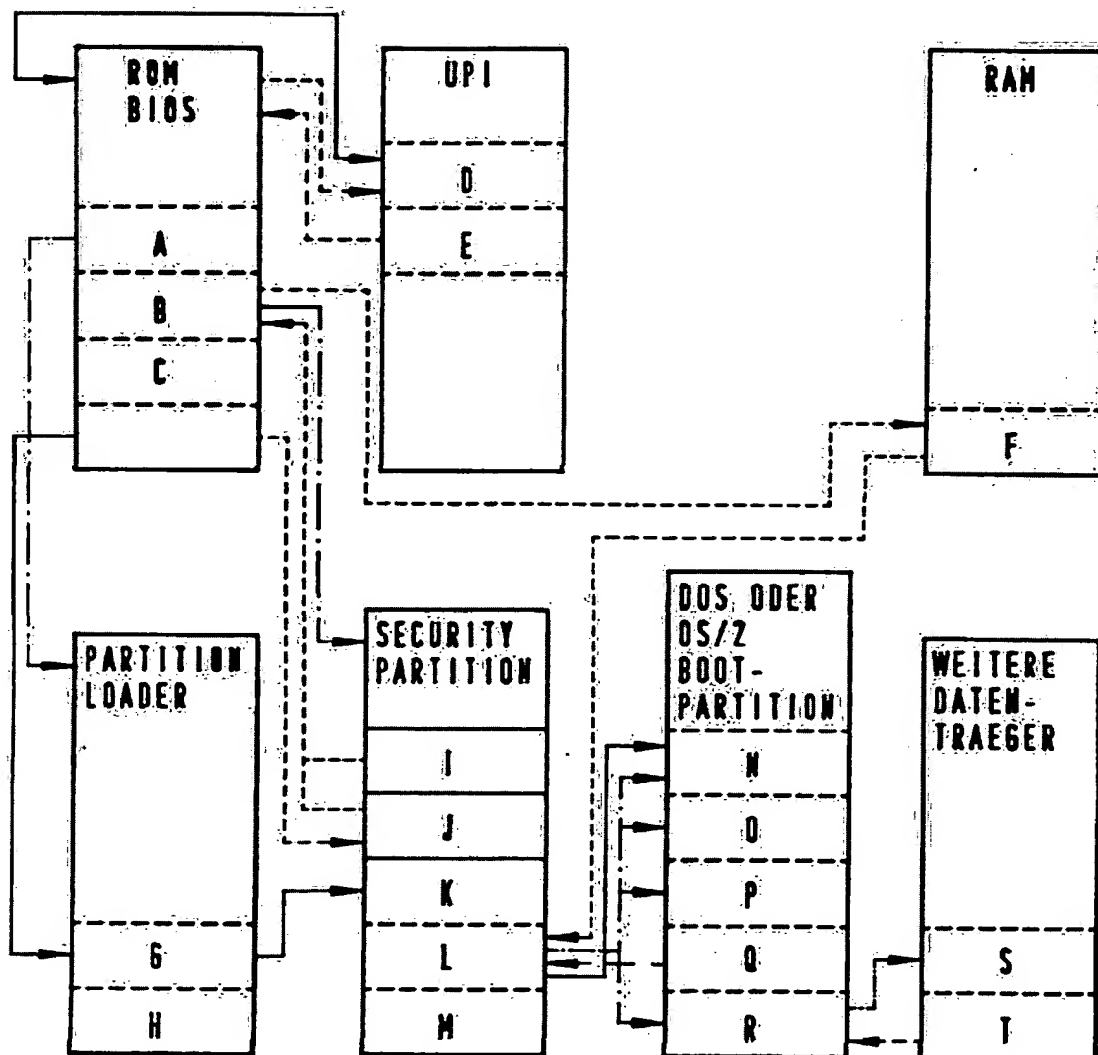 ROM
BIOS
A
B
C
UPI
D
E
RAM
F
PARTITION
LOADER
G
H
SECURITY
PARTITION
I
J
K
L
M
DOS ODER
OS/2
BOOT-
PARTITION
N
O
P
Q
R
WEITERE
DATEN-
TRAEGER
S
T